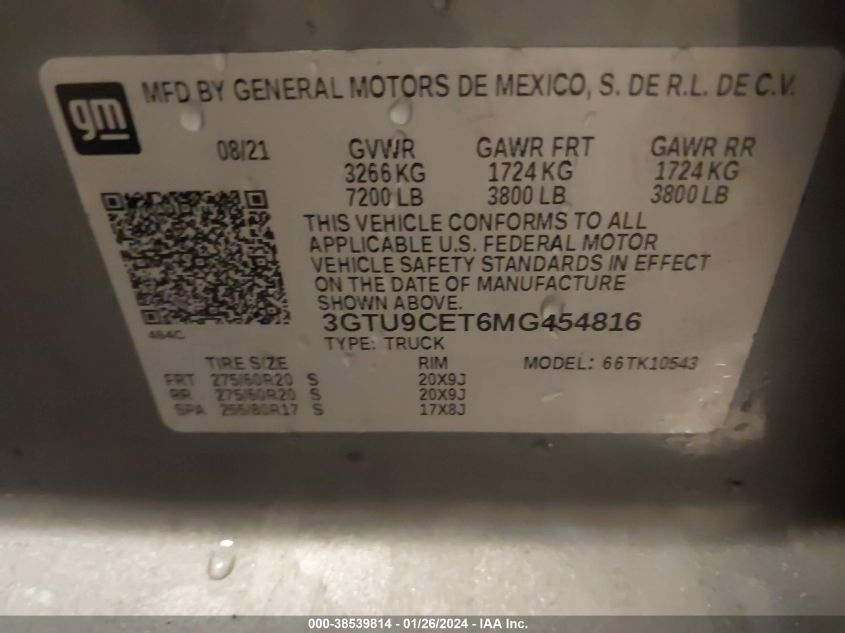 gm
MFD BY GENERAL MOTORS DE MEXICO, S. DE R.L. DE C.V.
08/21 GVWR GAWR FRT GAWR RR
3266 KG 1724 KG 1724 KG
7200 LB 3800 LB 3800 LB
THIS VEHICLE CONFORMS TO ALL
APPLICABLE U.S. FEDERAL MOTOR
VEHICLE SAFETY STANDARDS IN EFFECT
ON THE DATE OF MANUFACTURE
SHOWN ABOVE.
3GTU9CET6MG454816
484C
TYPE: TRUCK
TIRE SIZE RIM MODEL: 66TK10543
FRT 275/60R20 S 20X9J
RR 275/60R20 S 20X9J
SPA 255/80R17 S 17X8J
000-38539814 - 01/26/2024 - IAA Inc.